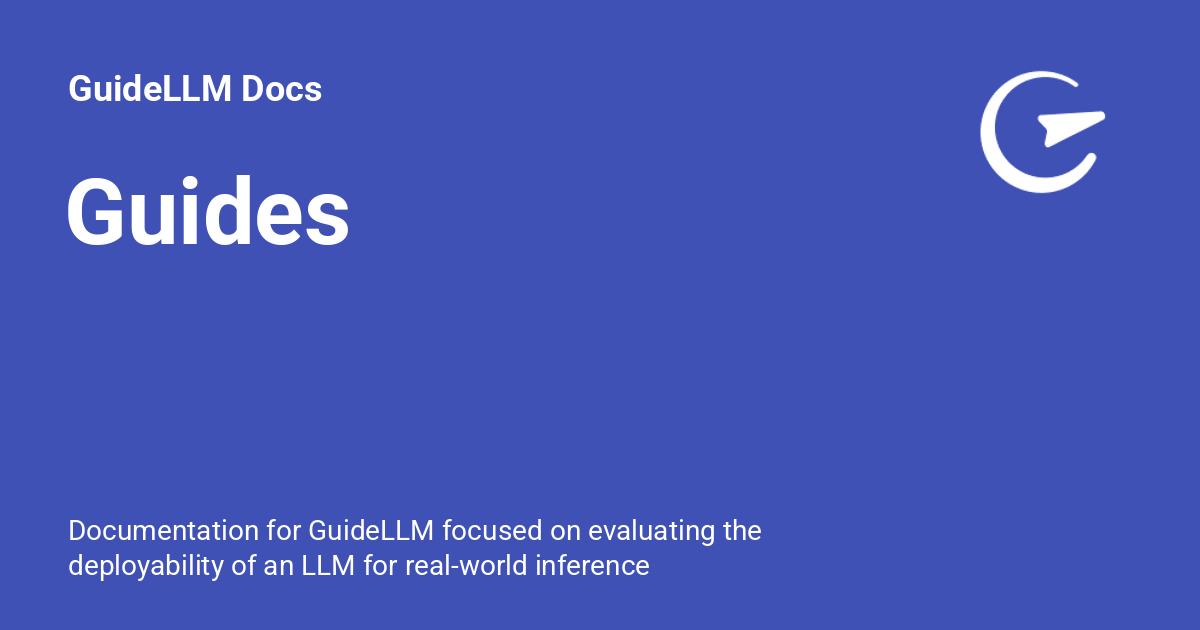 GuideLLM Docs
Guides
Documentation for GuideLLM focused on evaluating the
deployability of an LLM for real-world inference